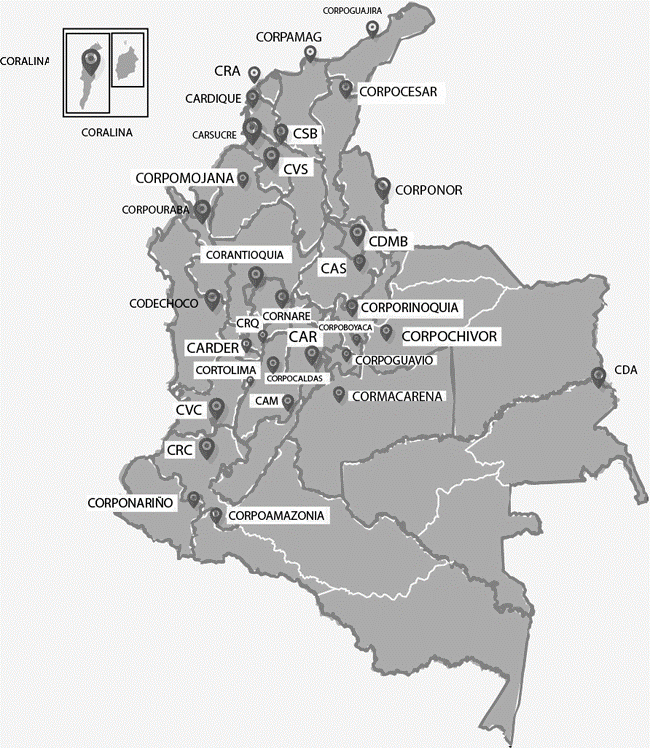 CORPOGUAJIRA
CORPAMAG
CORALINA
CRA
CORPOCESAR
CARDIQUE
CORALINA
CARSUCRE
CSB
CVS
CORPOMOJANA
CORPONOR
CORPOURABA
CDMB
CORANTIOQUIA
CAS
CODECHOCO
CORPORINOQUIA
CORNARE
CRQ
CORPOBOYACA
CAR
CORPOCHIVOR
CARDER
CORPOGUAVIO
CORTOLIMA
CDA
CORPOCALDAS
CORMACARENA
CAM
CVC
CRC
CORPONARIÑO
CORPOAMAZONIA